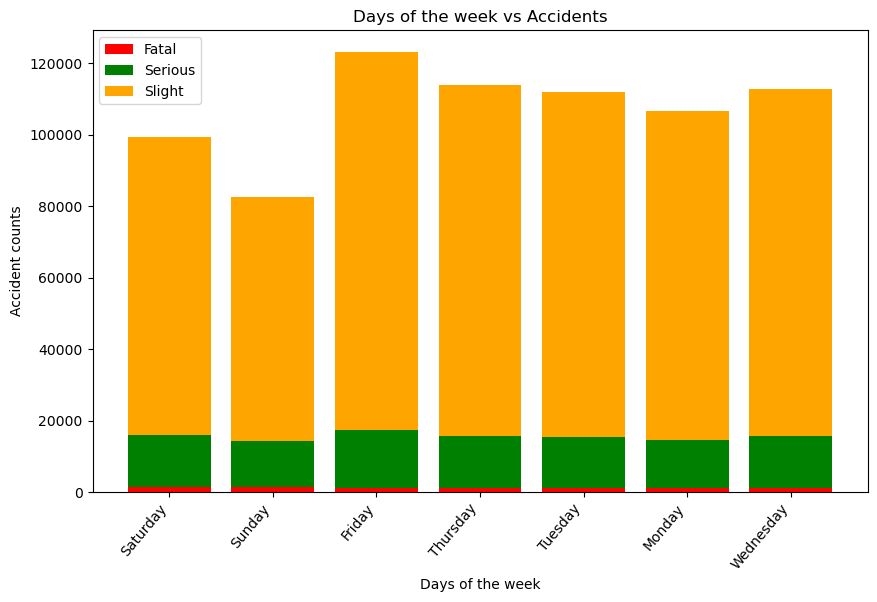 Days of the week vs Accidents
Fatal
Serious
Slight
120000
100000
80000
60000
40000
20000
0
Accident counts
Saturday
Sunday
Friday
Thursday
Tuesday
Monday
Wednesday
Days of the week